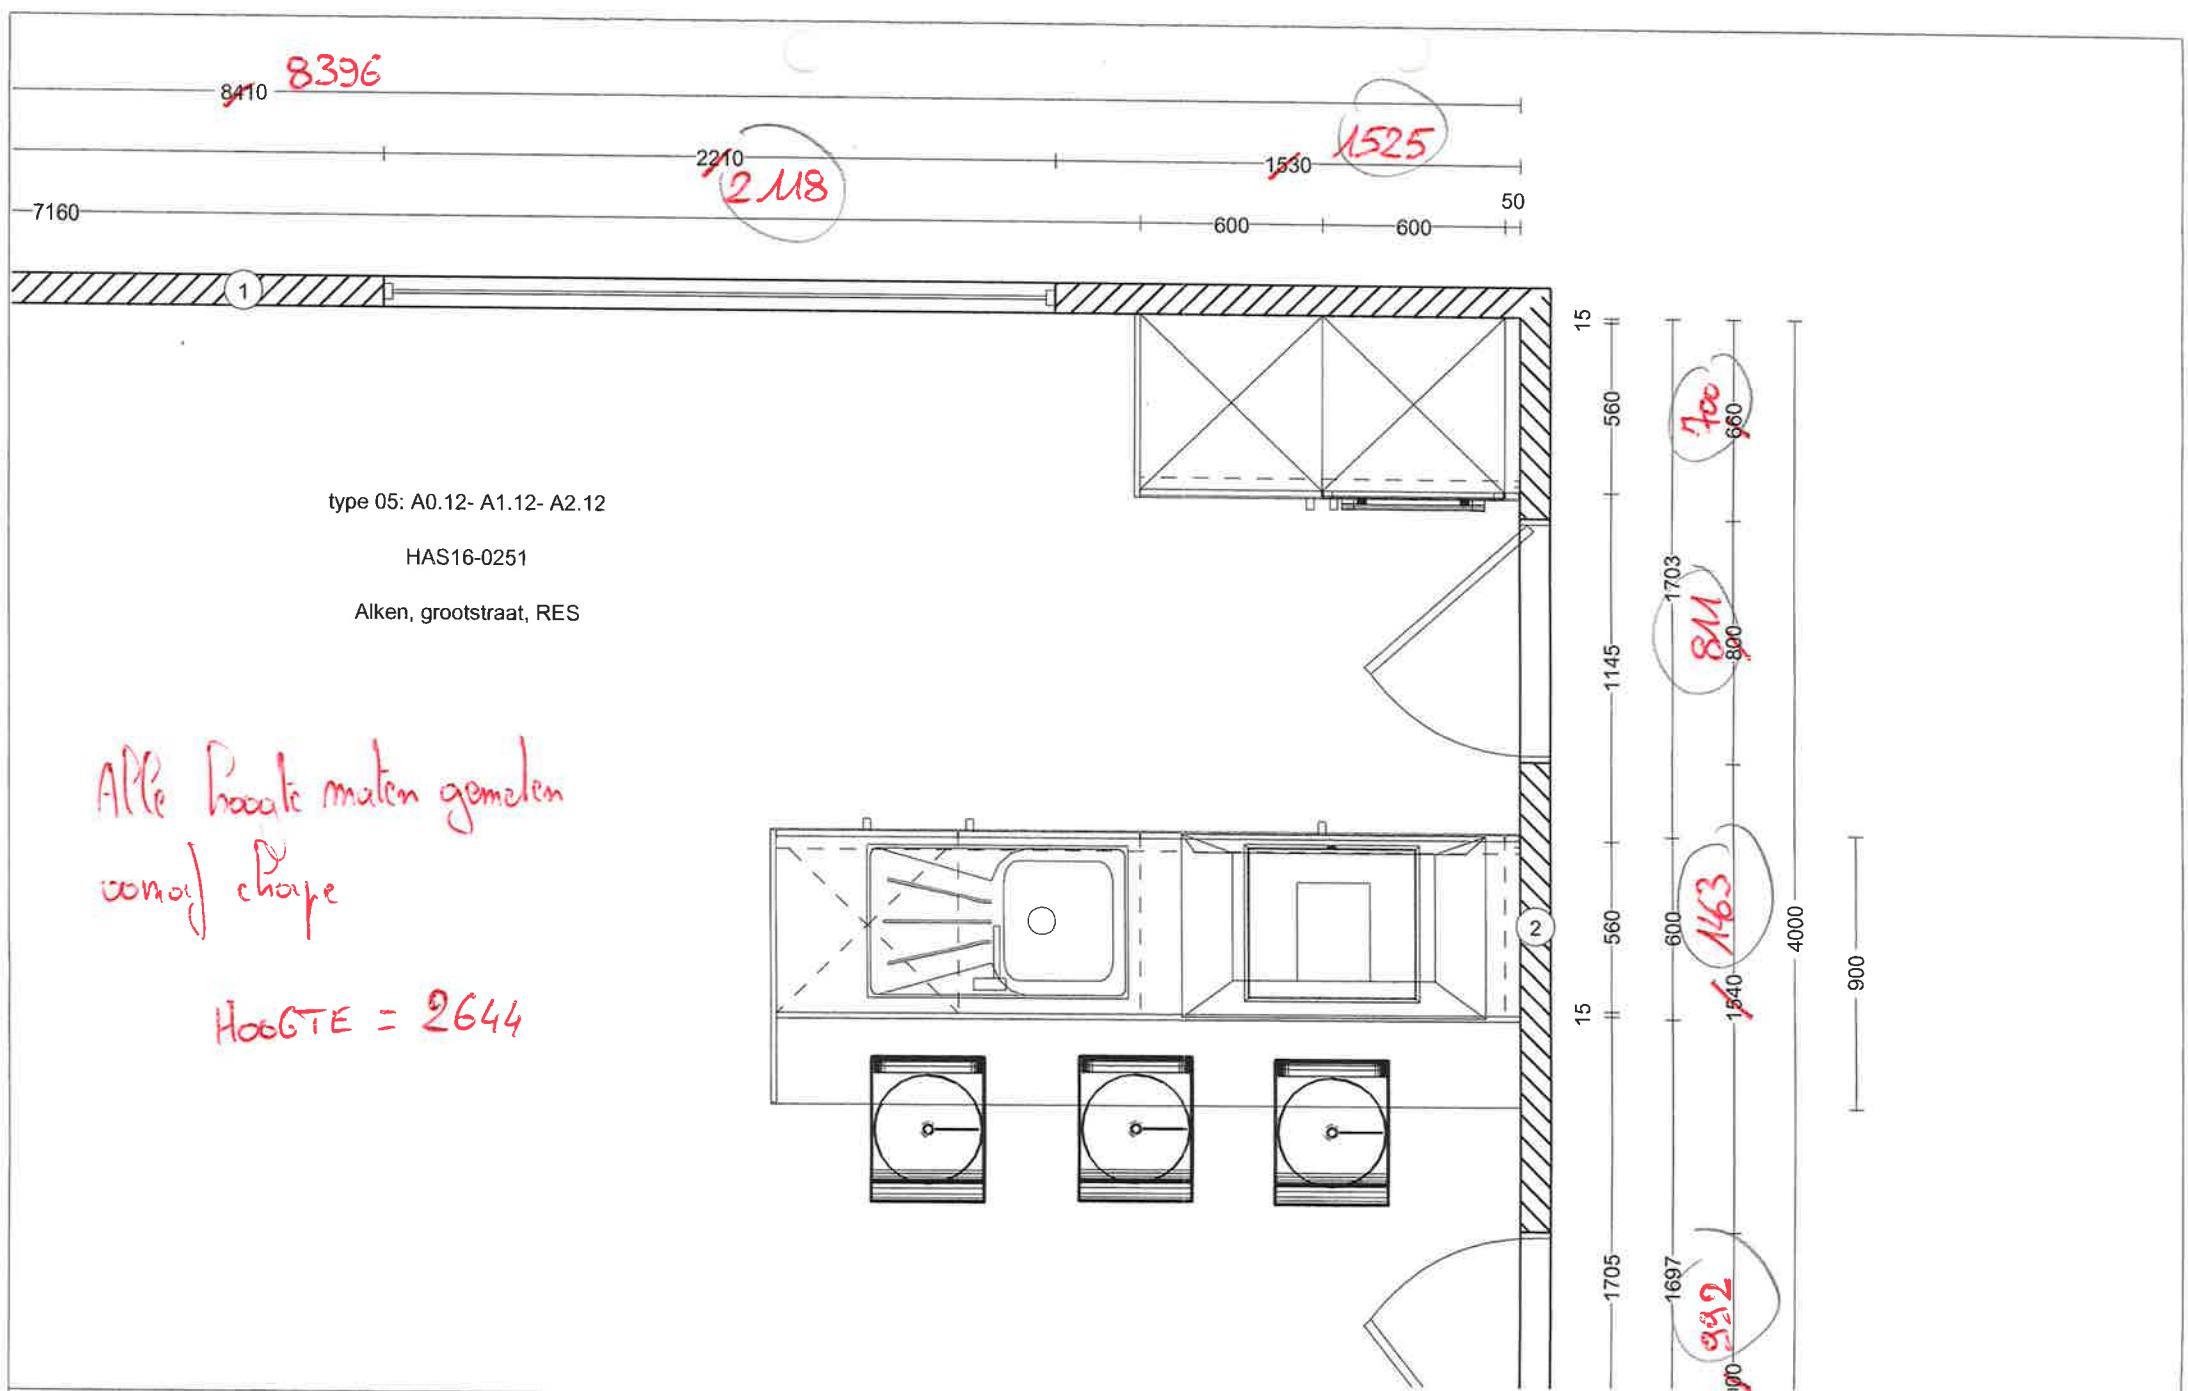 8410 8396
2210 2118 1530 1525
7160 600 600 50
1
15
560
700
660
type 05: A0.12- A1.12- A2.12
HAS16-0251
Alken, grootstraat, RES
1703
811
800
1145
Alle hoogte maten gemeten
vanaf chape
HOOGTE = 2644
2
560
600
1463
1540
4000
900
15
1705
1697
992